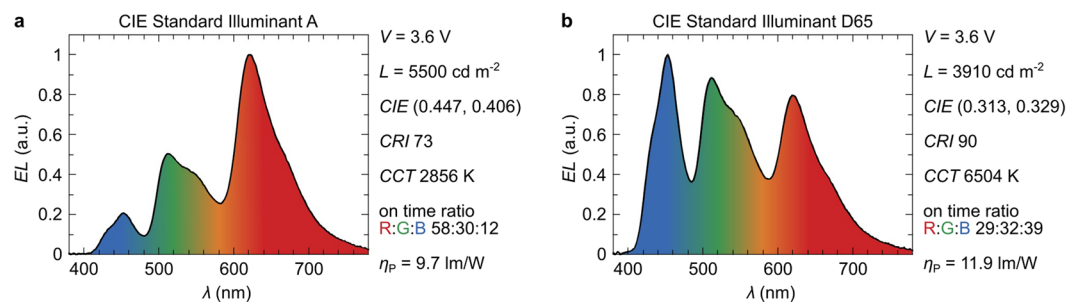 a CIE Standard Illuminant A
EL (a.u.)
1
0.8
0.6
0.4
0.2
0
400 500 600 700
λ (nm)
V = 3.6 V
L = 5500 cd m⁻²
CIE (0.447, 0.406)
CRI 73
CCT 2856 K
on time ratio
R:G:B 58:30:12
ηP = 9.7 lm/W
b CIE Standard Illuminant D65
EL (a.u.)
1
0.8
0.6
0.4
0.2
0
400 500 600 700
λ (nm)
V = 3.6 V
L = 3910 cd m⁻²
CIE (0.313, 0.329)
CRI 90
CCT 6504 K
on time ratio
R:G:B 29:32:39
ηP = 11.9 lm/W